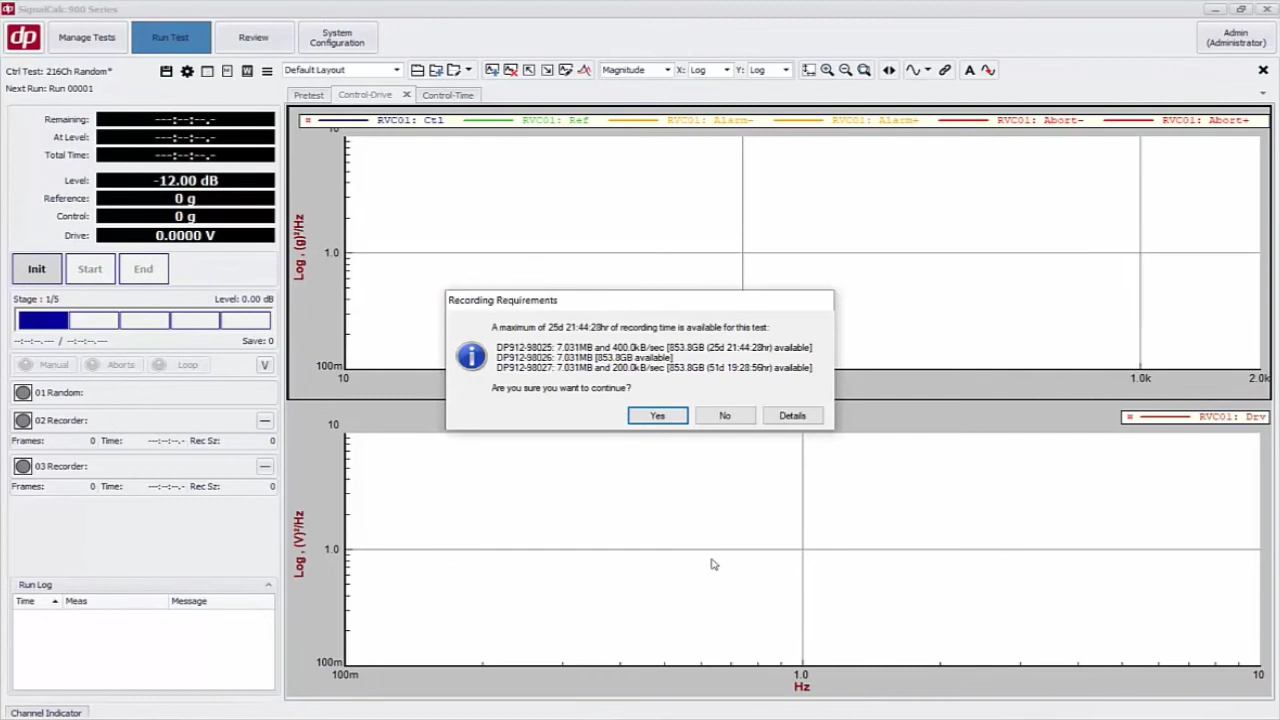 dp SignalCalc 900 Series
dp Manage Tests Run Test Review System Configuration Admin (Administrator)
Ctrl Test: 216Ch Random* Default Layout Magnitude X: Log Y: Log A
Next Run: Run 00001
Pretest Control-Drive Control-Time
Remaining: ---:--:--.-
At Level: ---:--:--.-
Total Time: ---:--:--.-
Level: -12.00 dB
Reference: 0 g
Control: 0 g
Drive: 0.0000 V
Init Start End
Stage : 1/5 Level: 0.00 dB
--:--:--.- / --:--:--.- Save: 0
Manual Aborts Loop V
01 Random:
02 Recorder:
Frames: 0 Time: ---:--:--.- Rec Sz: 0
03 Recorder:
Frames: 0 Time: ---:--:--.- Rec Sz: 0
Run Log
Time Meas Message
Channel Indicator
RVC01: Ctl RVC01: Ref RVC01: Alarm- RVC01: Alarm+ RVC01: Abort- RVC01: Abort+
10
Log , (g)²/Hz
1.0
100m
10 1.0k 2.0k
Recording Requirements
A maximum of 25d 21:44:28hr of recording time is available for this test:
DP912-98025: 7.031MB and 400.0kB/sec [853.8GB (25d 21:44:28hr) available]
DP912-98026: 7.031MB [853.8GB available]
DP912-98027: 7.031MB and 200.0kB/sec [853.8GB (51d 19:28:56hr) available]
Are you sure you want to continue?
Yes No Details
RVC01: Drv
10
Log , (V)²/Hz
1.0
100m
100m 1.0 10
Hz